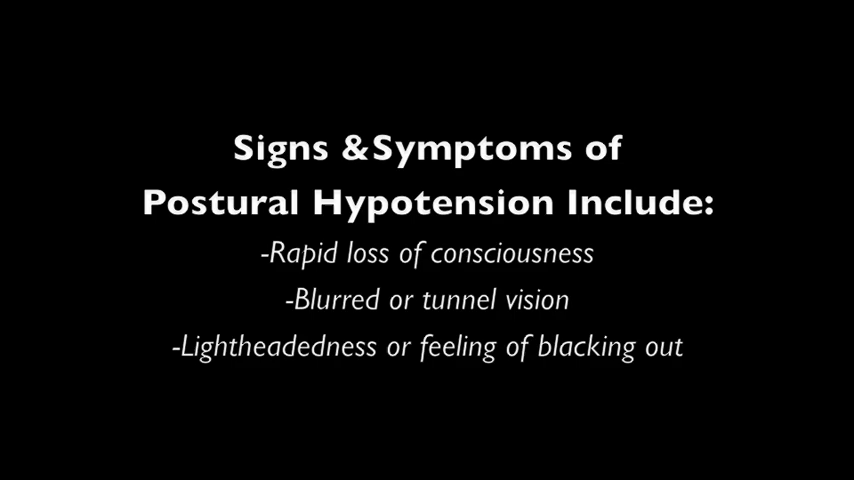 Signs &Symptoms of
Postural Hypotension Include:
-Rapid loss of consciousness
-Blurred or tunnel vision
-Lightheadedness or feeling of blacking out